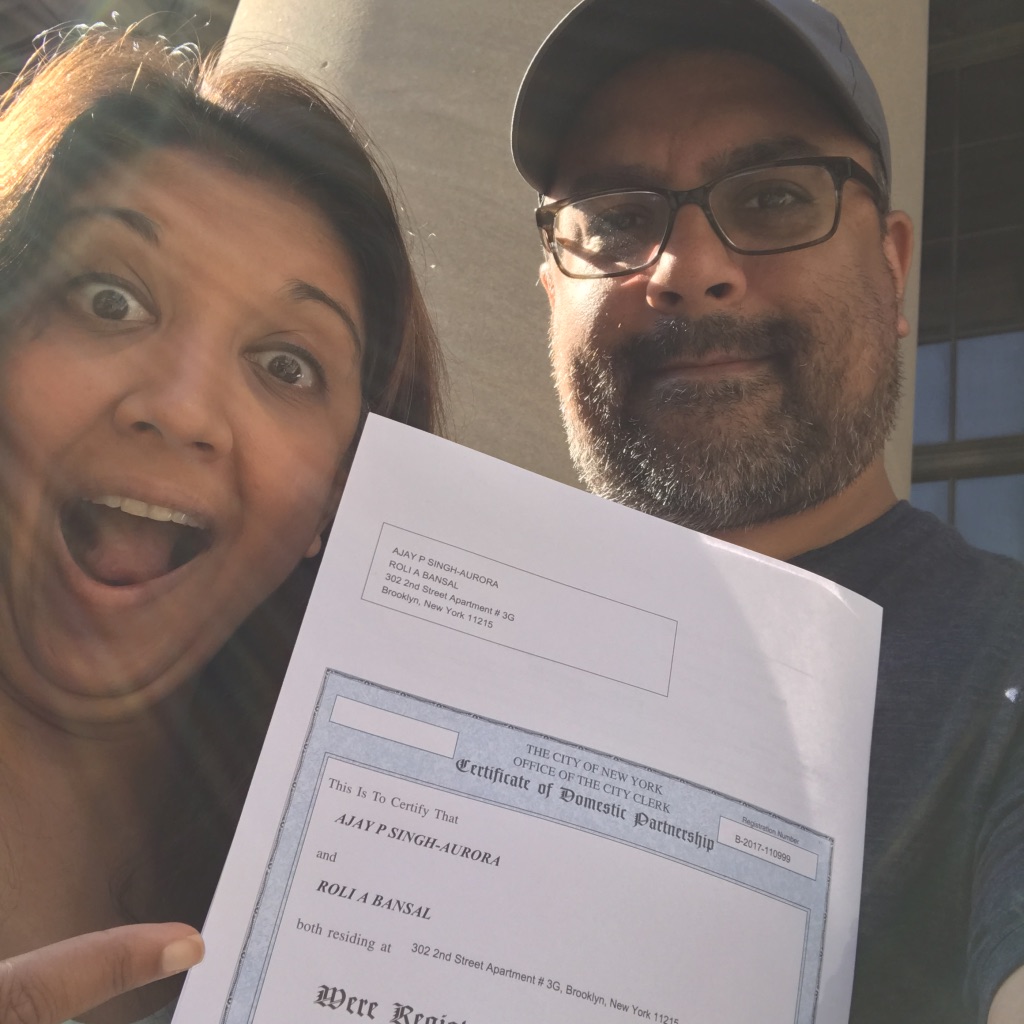 AJAY P SINGH-AURORA
ROLI A BANSAL
302 2nd Street Apartment # 3G
Brooklyn, New York 11215
THE CITY OF NEW YORK
OFFICE OF THE CITY CLERK
Certificate of Domestic Partnership
Registration Number
B-2017-110999
This Is To Certify That
AJAY P SINGH-AURORA
and
ROLI A BANSAL
both residing at 302 2nd Street Apartment # 3G, Brooklyn, New York 11215
Were